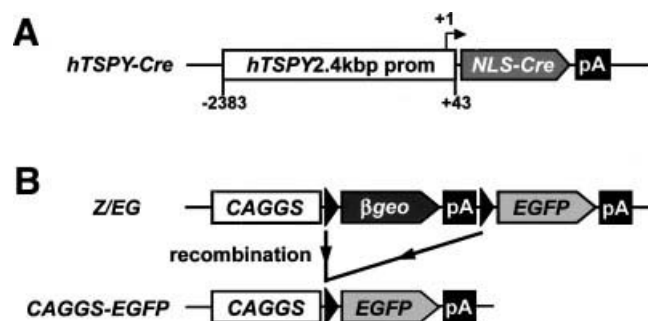 A
+1
hTSPY-Cre hTSPY2.4kbp prom NLS-Cre pA
-2383 +43
B
Z/EG CAGGS βgeo pA EGFP pA
recombination
CAGGS-EGFP CAGGS EGFP pA